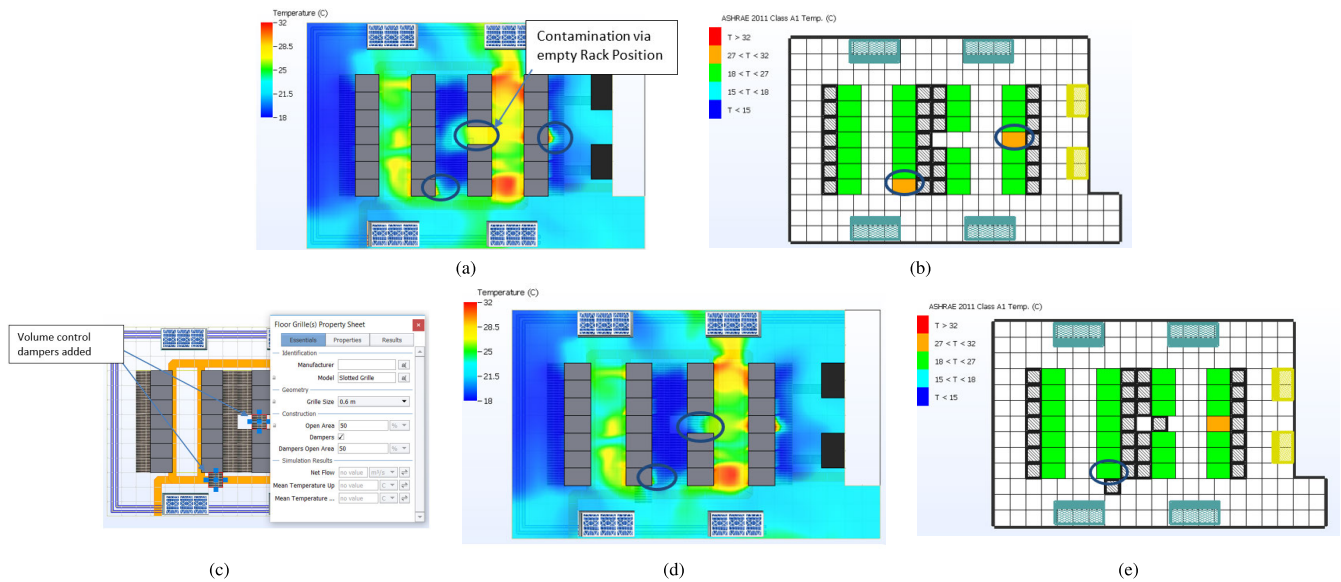 Temperature (C)
32
28.5
25
21.5
18
Contamination via
empty Rack Position
(a)
ASHRAE 2011 Class A1 Temp. (C)
T > 32
27 < T < 32
18 < T < 27
15 < T < 18
T < 15
(b)
Volume control
dampers added
Floor Grille(s) Property Sheet
Essentials Properties Results
Identification
Manufacturer
Model Slotted Grille
Geometry
Grille Size 0.6 m
Construction
Open Area 50 %
Dampers
Dampers Open Area 50 %
Simulation Results
Net Flow no value m³/s
Mean Temperature Up no value C
Mean Temperature ... no value C
(c)
Temperature (C)
32
28.5
25
21.5
18
(d)
ASHRAE 2011 Class A1 Temp. (C)
T > 32
27 < T < 32
18 < T < 27
15 < T < 18
T < 15
(e)